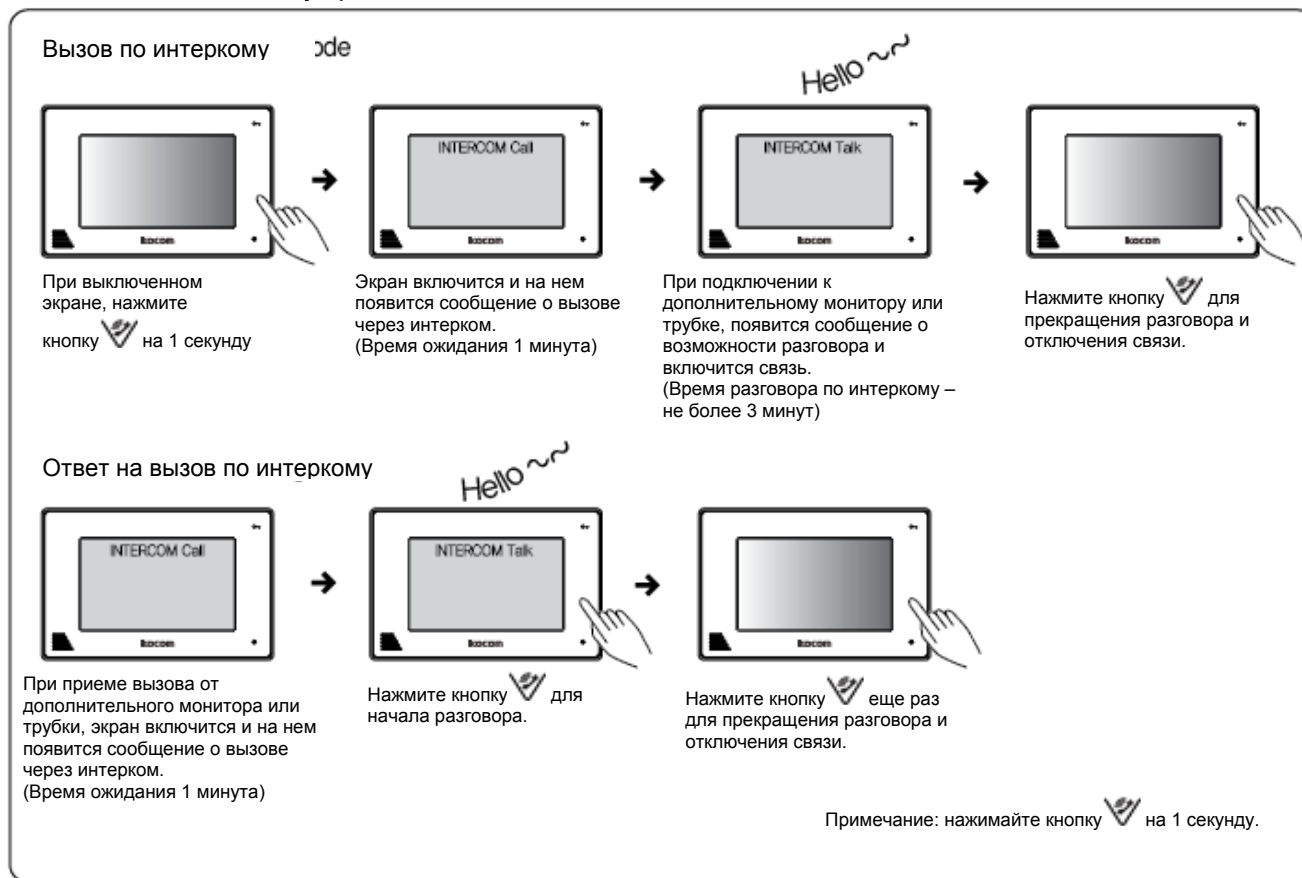 Вызов по интеркому
ode
Hello ~~
INTERCOM Call
INTERCOM Talk
kocom
kocom
kocom
kocom
При выключенном
экране, нажмите
кнопку на 1 секунду
Экран включится и на нем
появится сообщение о вызове
через интерком.
(Время ожидания 1 минута)
При подключении к
дополнительному монитору или
трубке, появится сообщение о
возможности разговора и
включится связь.
(Время разговора по интеркому –
не более 3 минут)
Нажмите кнопку для
прекращения разговора и
отключения связи.
Ответ на вызов по интеркому
Hello ~~
INTERCOM Call
INTERCOM Talk
kocom
kocom
kocom
При приеме вызова от
дополнительного монитора или
трубки, экран включится и на нем
появится сообщение о вызове
через интерком.
(Время ожидания 1 минута)
Нажмите кнопку для
начала разговора.
Нажмите кнопку еще раз
для прекращения разговора и
отключения связи.
Примечание: нажимайте кнопку на 1 секунду.